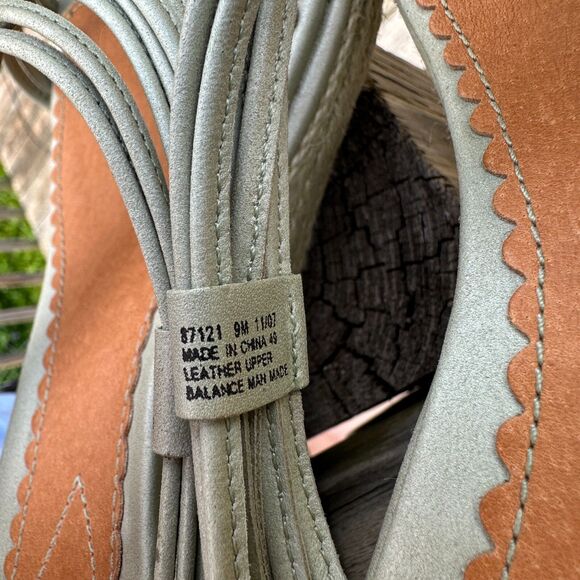 87121 9M 11/07
MADE IN CHINA 49
LEATHER UPPER
BALANCE MAN MADE